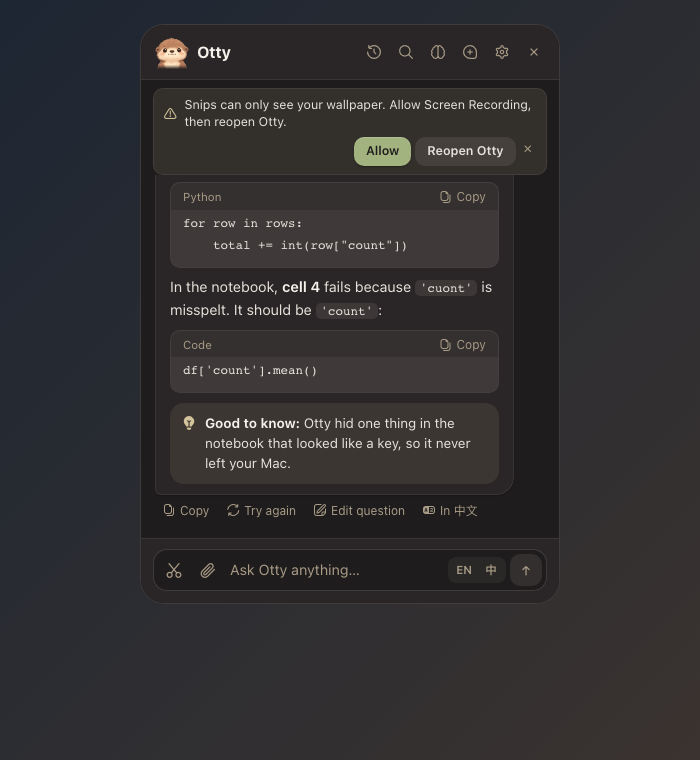 Otty
Snips can only see your wallpaper. Allow Screen Recording,
then reopen Otty.
Allow
Reopen Otty
Python
Copy
for row in rows:
    total += int(row["count"])
In the notebook, cell 4 fails because 'cuont' is
misspelt. It should be 'count':
Code
Copy
df['count'].mean()
Good to know: Otty hid one thing in the
notebook that looked like a key, so it never
left your Mac.
Copy
Try again
Edit question
In 中文
Ask Otty anything...
EN
中